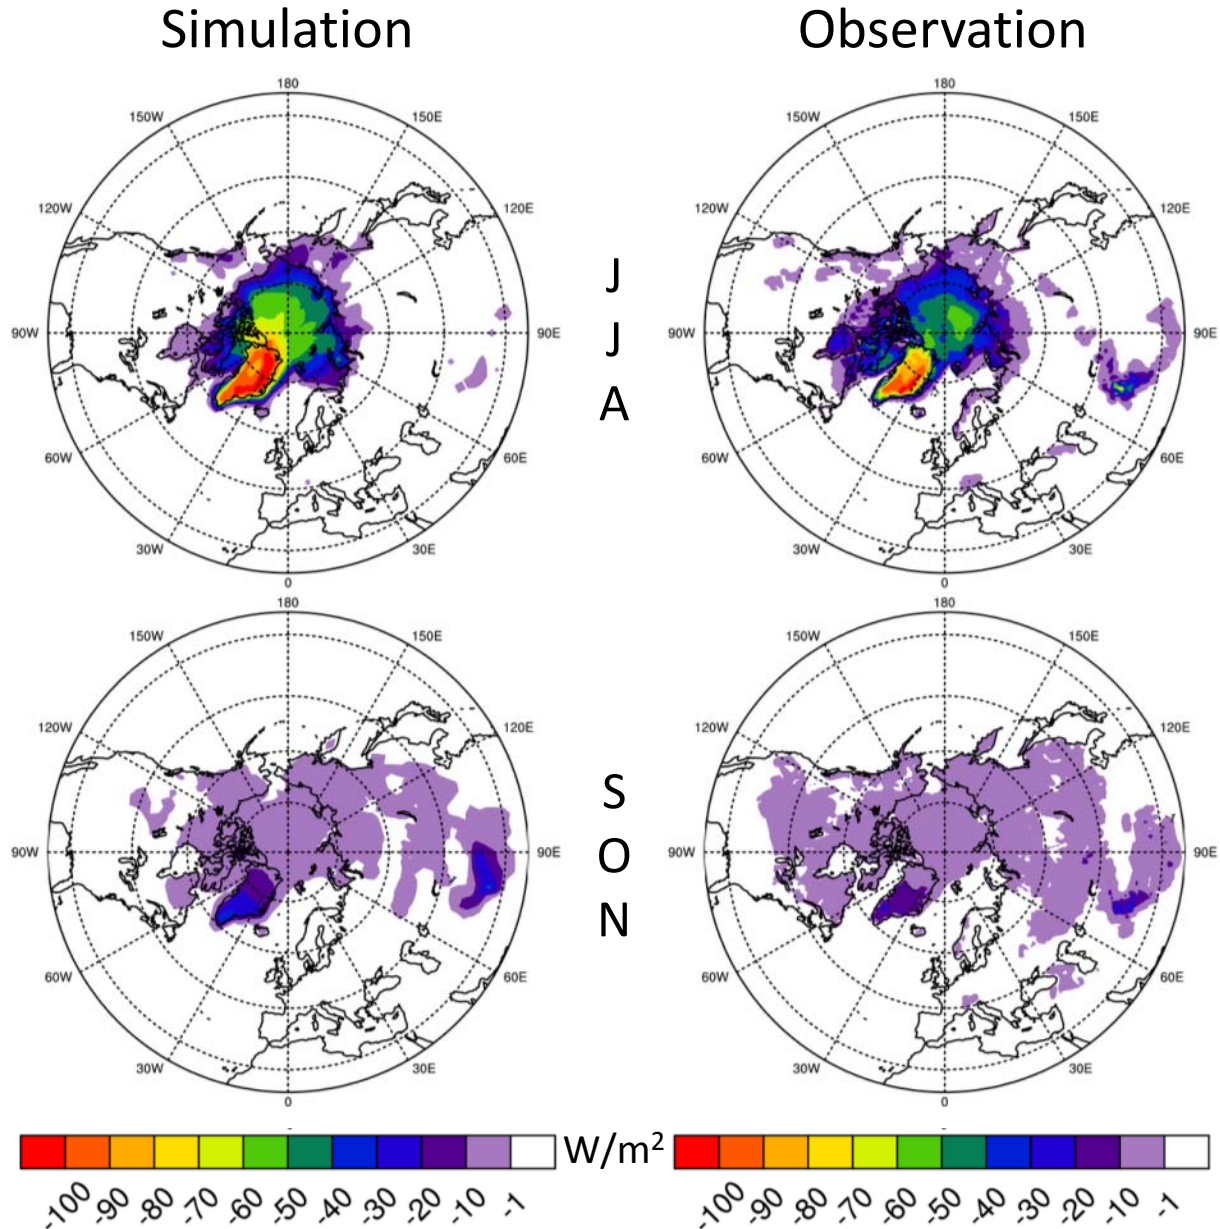 Simulation Observation
180 180
150W 150E 150W 150E
120W 120E 120W 120E
J
J
A
90W 90E 90W 90E
60W 60E 60W 60E
30W 30E 30W 30E
0 0
180 180
150W 150E 150W 150E
120W 120E 120W 120E
S
O
N
90W 90E 90W 90E
60W 60E 60W 60E
30W 30E 30W 30E
0 0
W/m²
-100 -90 -80 -70 -60 -50 -40 -30 -20 -10 -1 -100 -90 -80 -70 -60 -50 -40 -30 -20 -10 -1